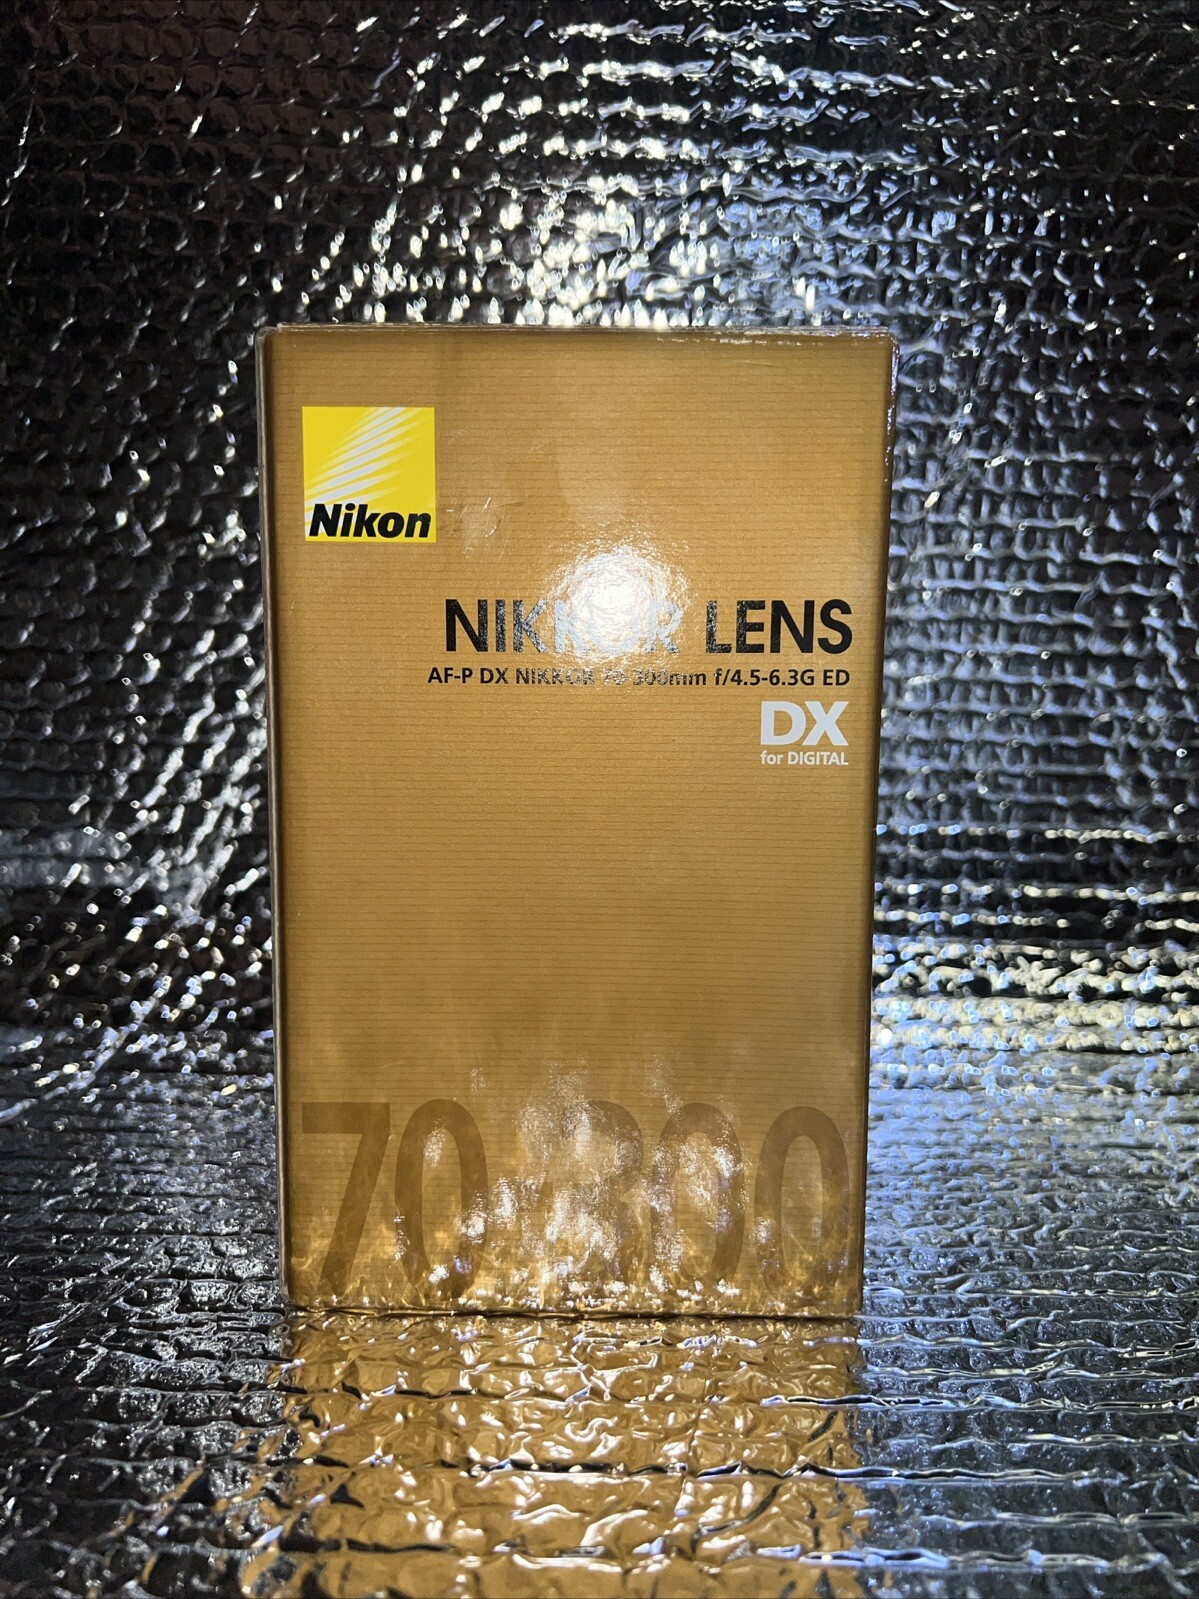 Nikon
NIKKOR LENS
AF-P DX NIKKOR 70-300mm f/4.5-6.3G ED
DX
for DIGITAL
70-300